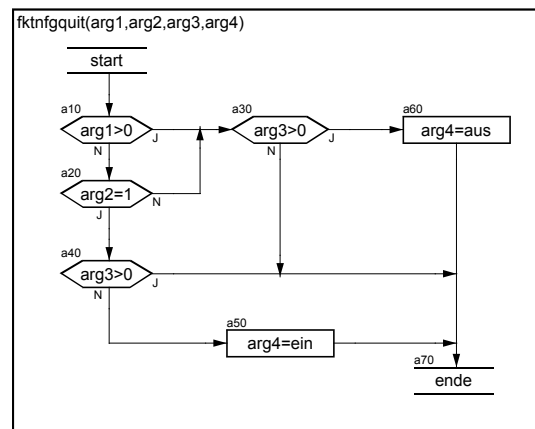 fktnfgquit(arg1,arg2,arg3,arg4)
start
a10
arg1>0
J
N
a30
arg3>0
J
N
a60
arg4=aus
a20
arg2=1
N
J
a40
arg3>0
J
N
a50
arg4=ein
a70
ende